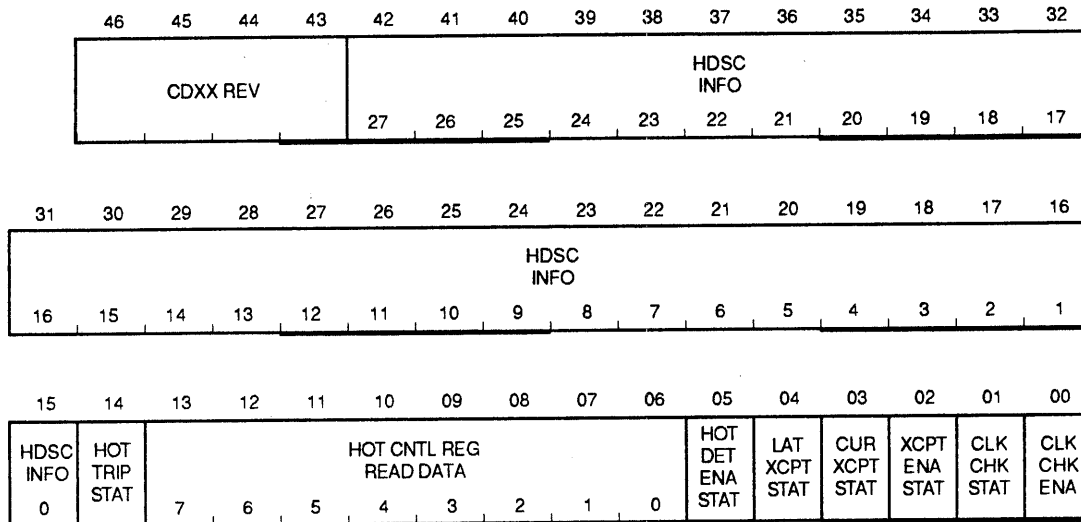 46 45 44 43 42 41 40 39 38 37 36 35 34 33 32
CDXX REV
HDSC
INFO
27 26 25 24 23 22 21 20 19 18 17
31 30 29 28 27 26 25 24 23 22 21 20 19 18 17 16
HDSC
INFO
16 15 14 13 12 11 10 9 8 7 6 5 4 3 2 1
15 14 13 12 11 10 09 08 07 06 05 04 03 02 01 00
HDSC
INFO
0
HOT
TRIP
STAT
HOT CNTL REG
READ DATA
7 6 5 4 3 2 1 0
HOT
DET
ENA
STAT
LAT
XCPT
STAT
CUR
XCPT
STAT
XCPT
ENA
STAT
CLK
CHK
STAT
CLK
CHK
ENA